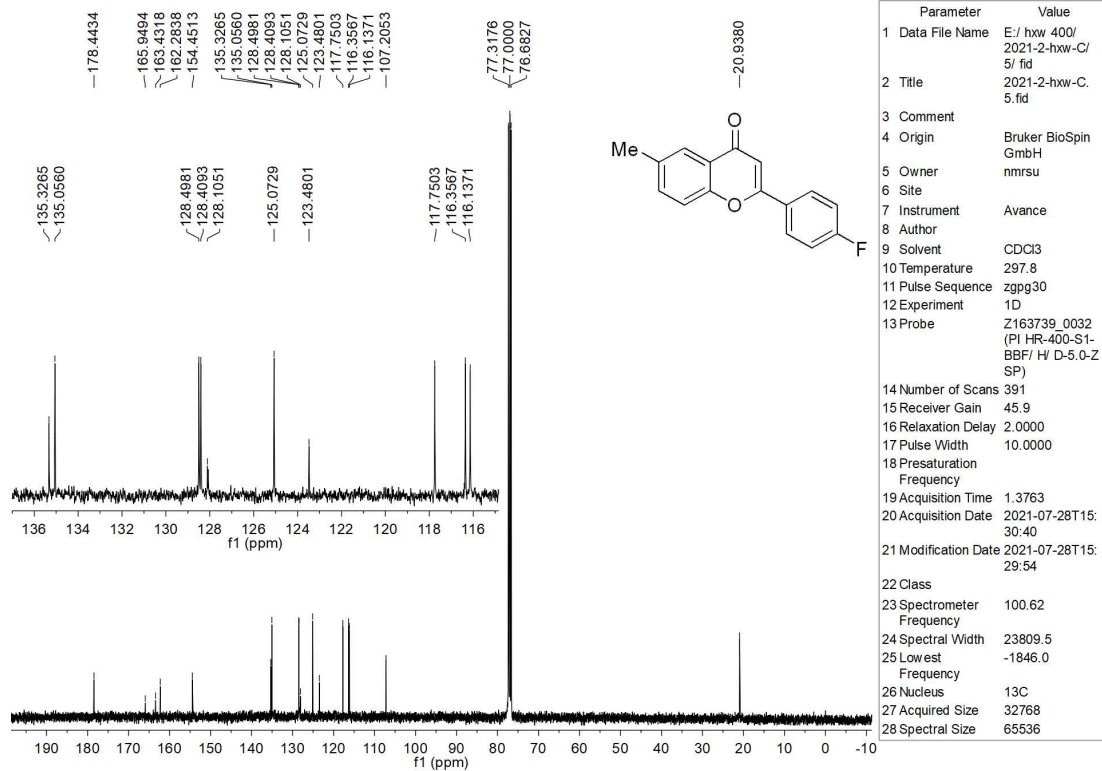 178.4434
165.9494
163.4318
162.2838
154.4513
135.3265
135.0560
128.4981
128.4093
128.1051
125.0729
123.4801
117.7503
116.3567
116.1371
107.2053
77.3176
77.0000
76.6827
20.9380
135.3265
135.0560
128.4981
128.4093
128.1051
125.0729
123.4801
117.7503
116.3567
116.1371
O
Me
O
F
136 134 132 130 128 126 124 122 120 118 116
f1 (ppm)
190 180 170 160 150 140 130 120 110 100 90 80 70 60 50 40 30 20 10 0 -10
f1 (ppm)
Parameter Value
1 Data File Name E:/ hxw 400/
2021-2-hxw-C/
5/ fid
2 Title 2021-2-hxw-C.
5.fid
3 Comment
4 Origin Bruker BioSpin
GmbH
5 Owner nmrsu
6 Site
7 Instrument Avance
8 Author
9 Solvent CDCl3
10 Temperature 297.8
11 Pulse Sequence zgpg30
12 Experiment 1D
13 Probe Z163739_0032
(PI HR-400-S1-
BBF/ H/ D-5.0-Z
SP)
14 Number of Scans 391
15 Receiver Gain 45.9
16 Relaxation Delay 2.0000
17 Pulse Width 10.0000
18 Presaturation
Frequency
19 Acquisition Time 1.3763
20 Acquisition Date 2021-07-28T15:
30:40
21 Modification Date 2021-07-28T15:
29:54
22 Class
23 Spectrometer 100.62
Frequency
24 Spectral Width 23809.5
25 Lowest -1846.0
Frequency
26 Nucleus 13C
27 Acquired Size 32768
28 Spectral Size 65536